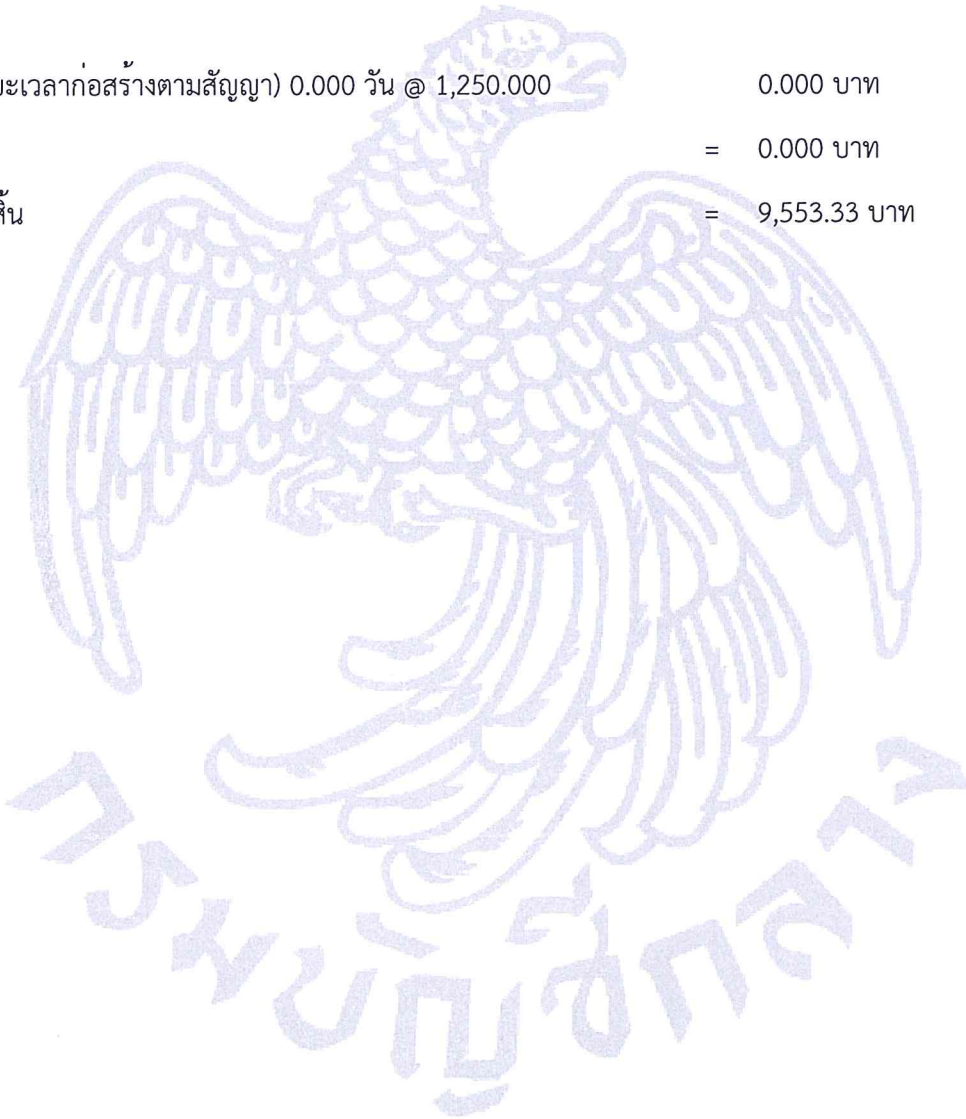 ยะเวลาก่อสร้างตามสัญญา) 0.000 วัน @ 1,250.000 0.000 บาท
= 0.000 บาท
สิ้น = 9,553.33 บาท
กรมบัญชีกลาง